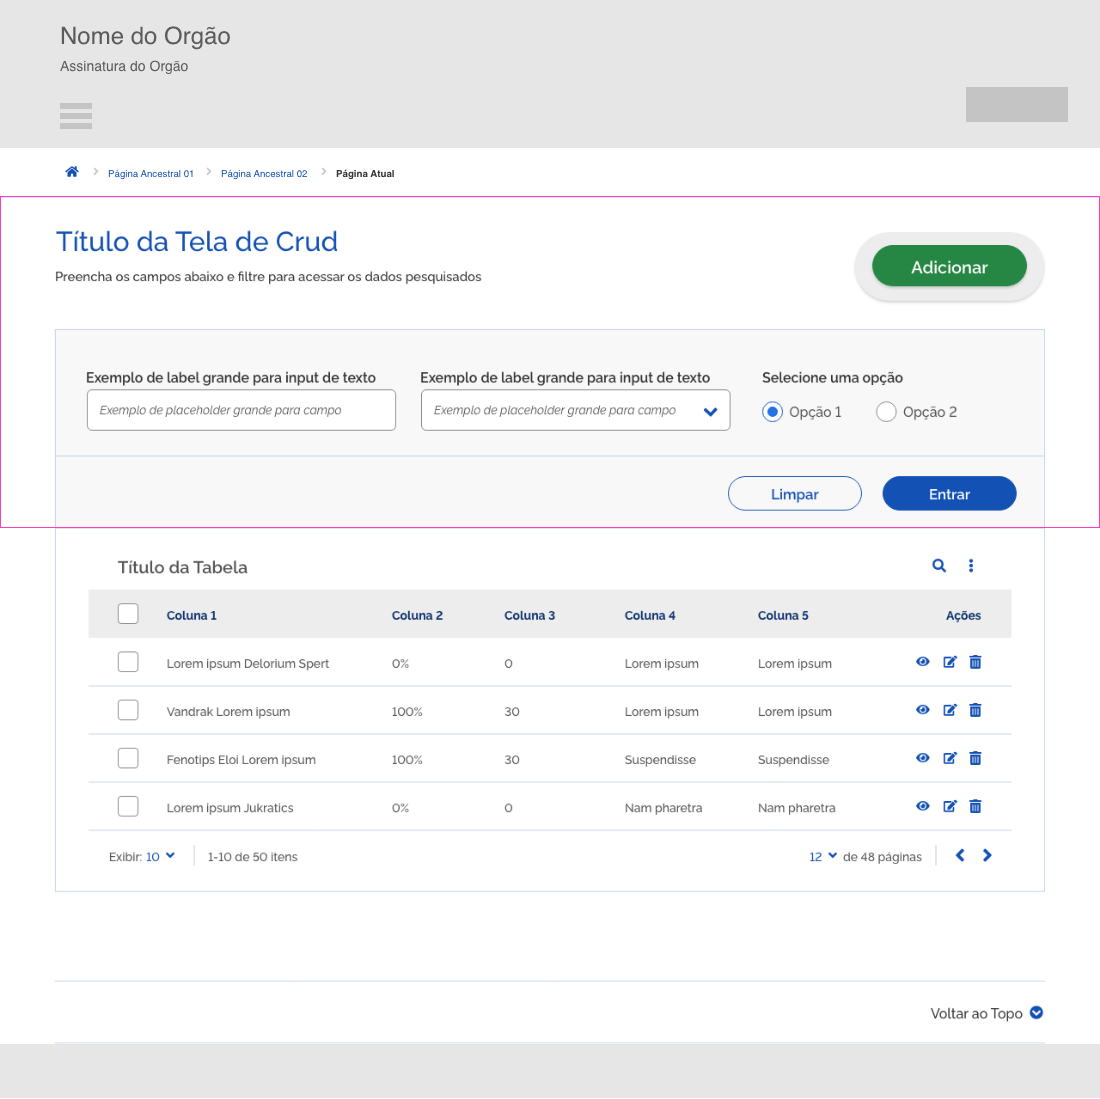 Nome do Orgão
Assinatura do Orgão
Página Ancestral 01 Página Ancestral 02 Página Atual
Título da Tela de Crud
Preencha os campos abaixo e filtre para acessar os dados pesquisados
Adicionar
Exemplo de label grande para input de texto Exemplo de label grande para input de texto Selecione uma opção
Exemplo de placeholder grande para campo Exemplo de placeholder grande para campo Opção 1 Opção 2
Limpar Entrar
Título da Tabela
Coluna 1 Coluna 2 Coluna 3 Coluna 4 Coluna 5 Ações
Lorem ipsum Delorium Spert 0% 0 Lorem ipsum Lorem ipsum
Vandrak Lorem ipsum 100% 30 Lorem ipsum Lorem ipsum
Fenotips Eloi Lorem ipsum 100% 30 Suspendisse Suspendisse
Lorem ipsum Jukratics 0% 0 Nam pharetra Nam pharetra
Exibir: 10 1-10 de 50 itens 12 de 48 páginas
Voltar ao Topo